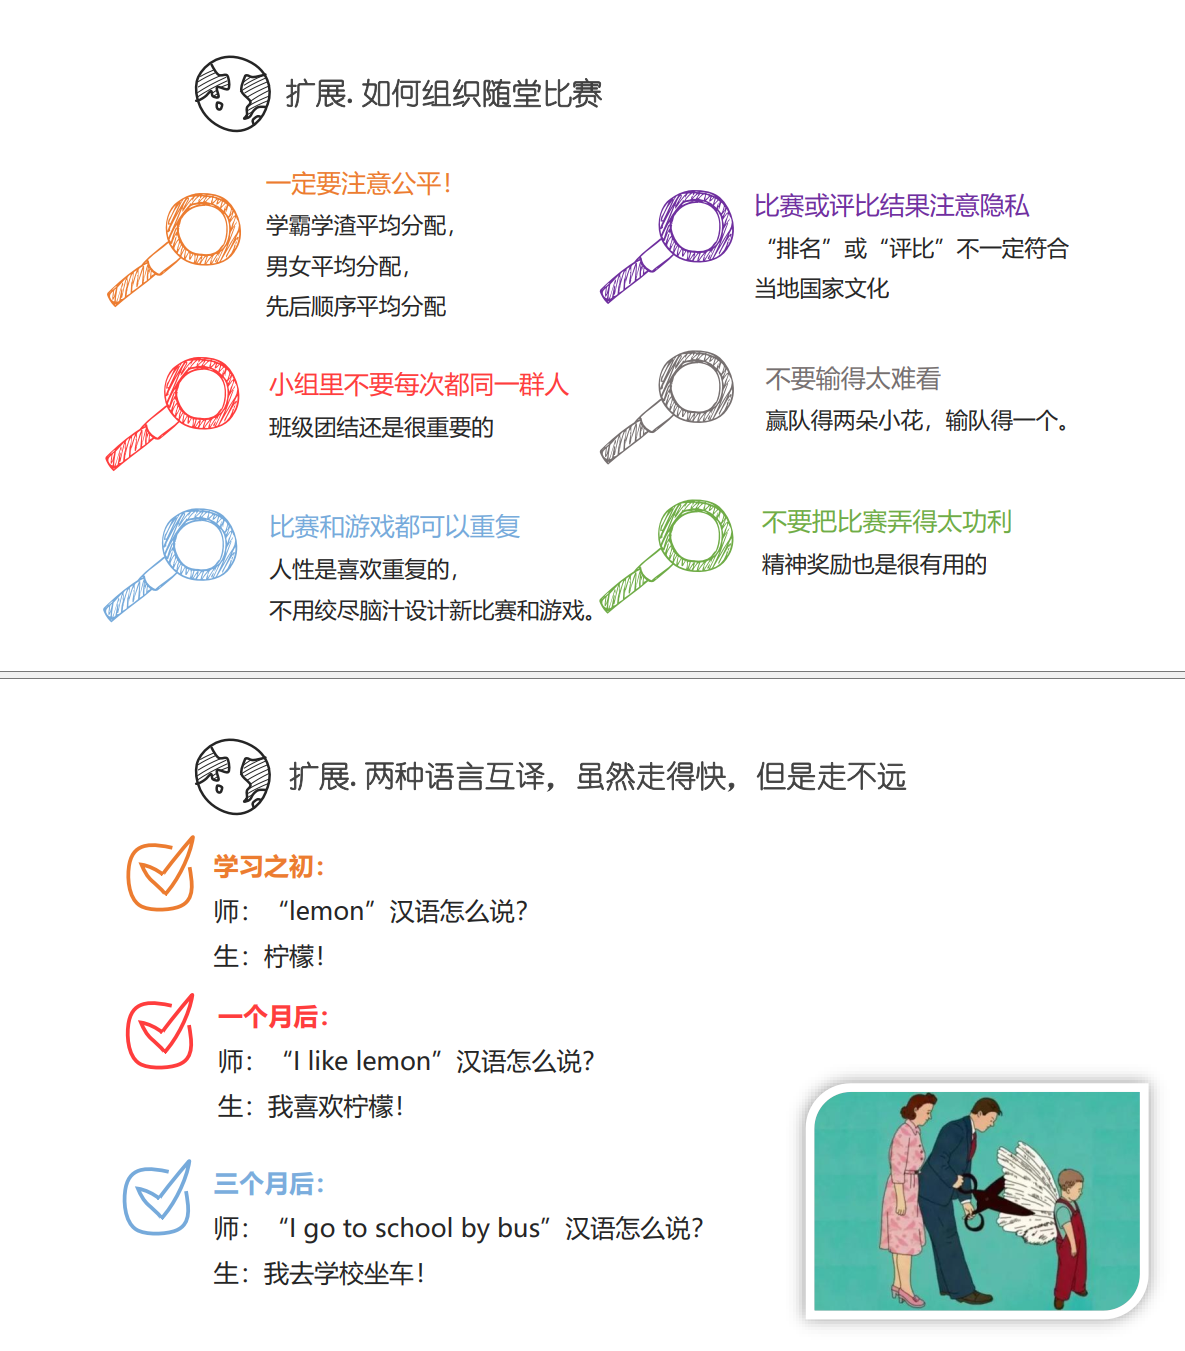 扩展. 如何组织随堂比赛
一定要注意公平！
学霸学渣平均分配，
男女平均分配，
先后顺序平均分配
小组里不要每次都同一群人
班级团结还是很重要的
比赛和游戏都可以重复
人性是喜欢重复的，
不用绞尽脑汁设计新比赛和游戏。
比赛或评比结果注意隐私
“排名”或“评比”不一定符合
当地国家文化
不要输得太难看
赢队得两朵小花，输队得一个。
不要把比赛弄得太功利
精神奖励也是很有用的
扩展. 两种语言互译，虽然走得快，但是走不远
学习之初：
师：“lemon”汉语怎么说？
生：柠檬！
一个月后：
师：“I like lemon”汉语怎么说？
生：我喜欢柠檬！
三个月后：
师：“I go to school by bus”汉语怎么说？
生：我去学校坐车！